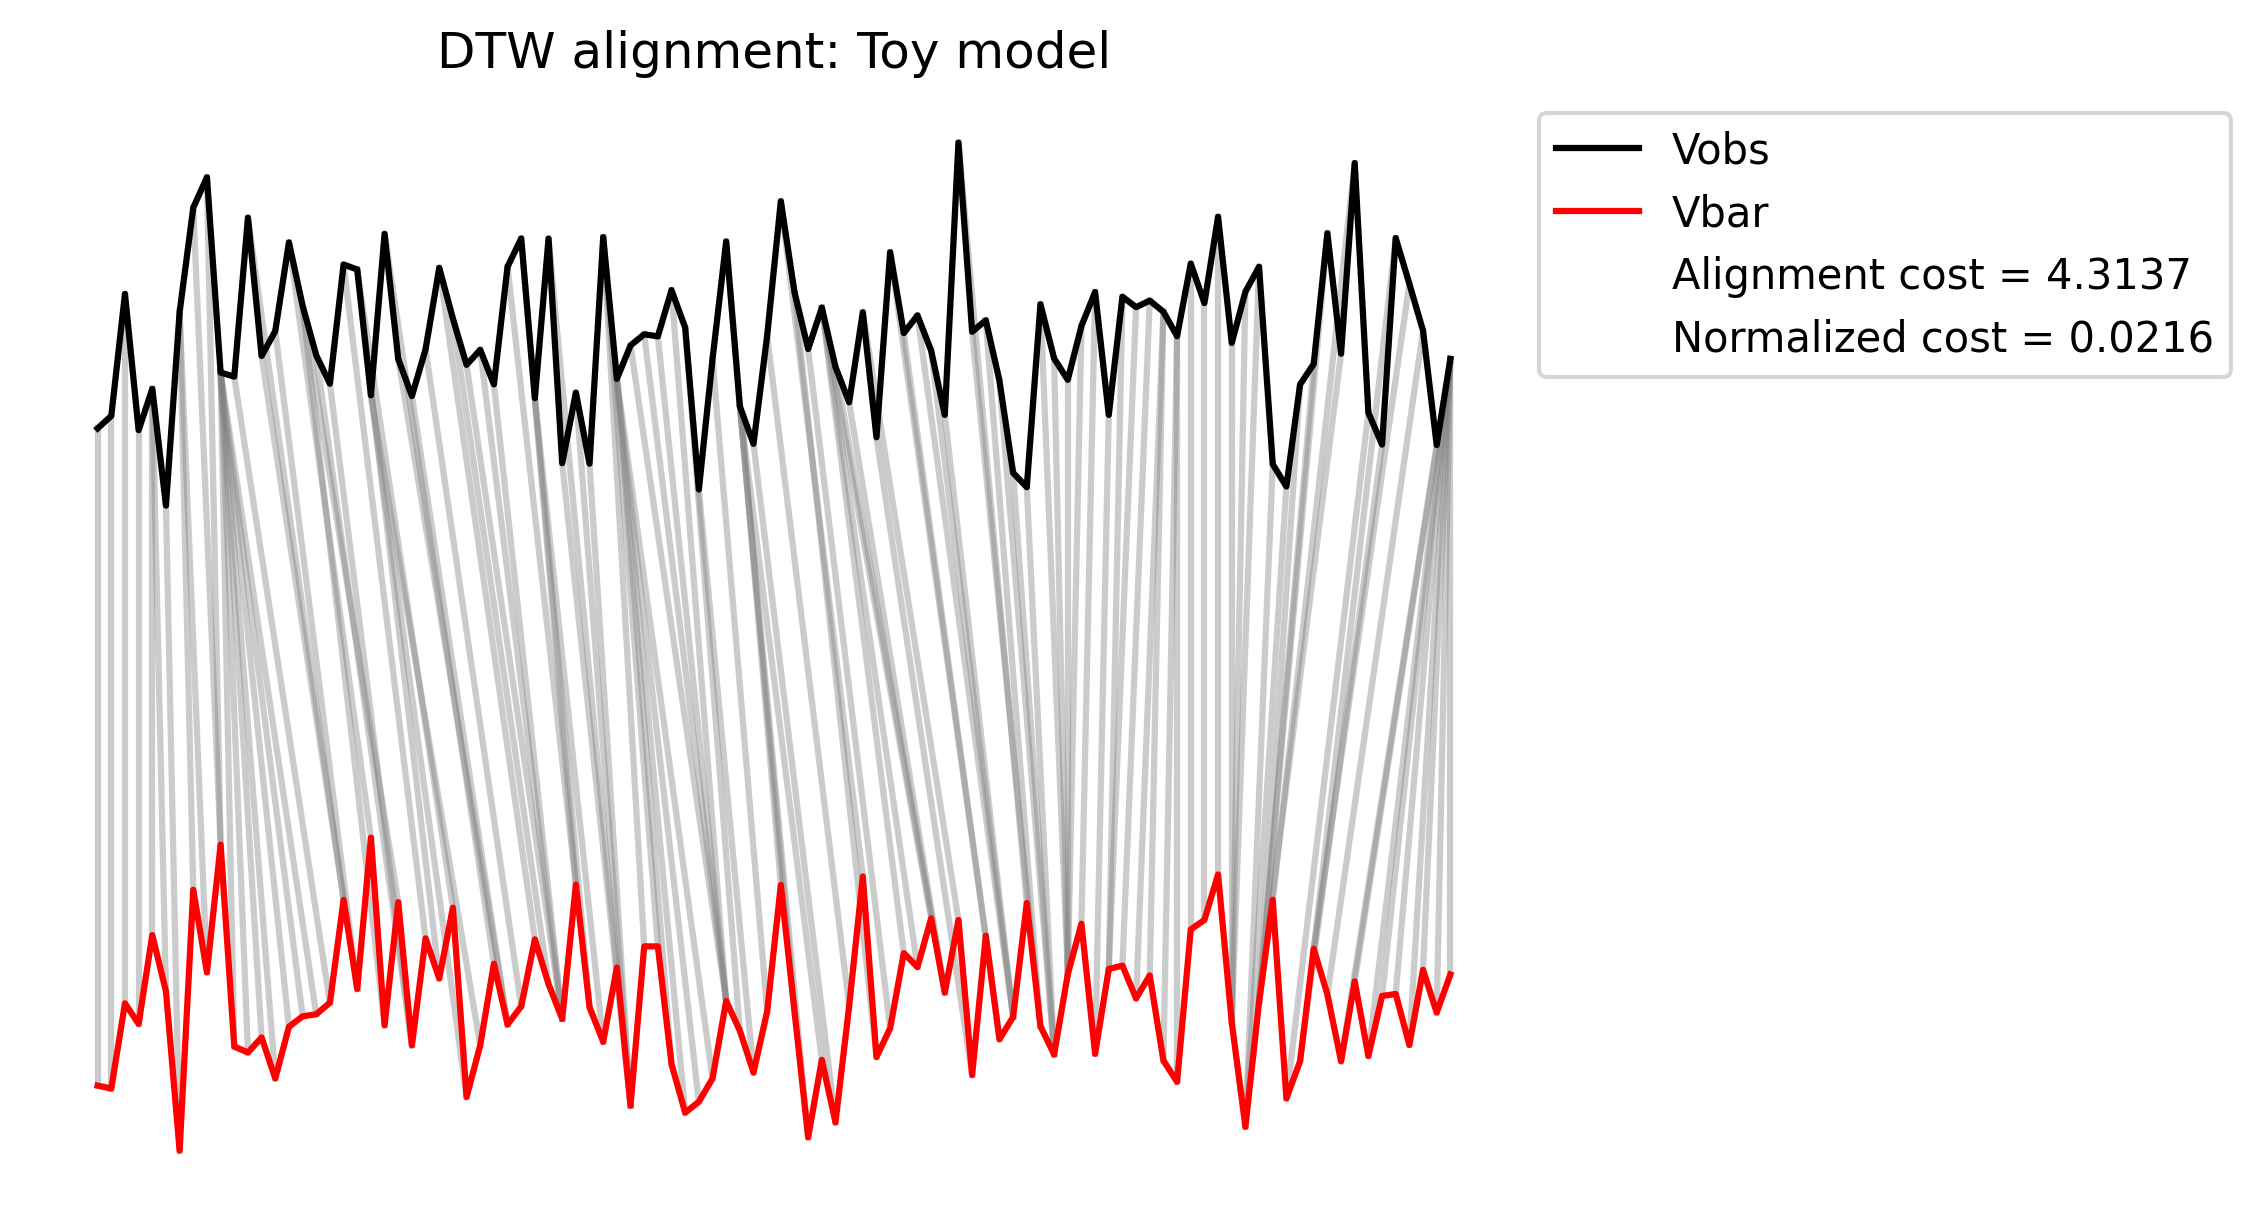 DTW alignment: Toy model
Vobs
Vbar
Alignment cost = 4.3137
Normalized cost = 0.0216